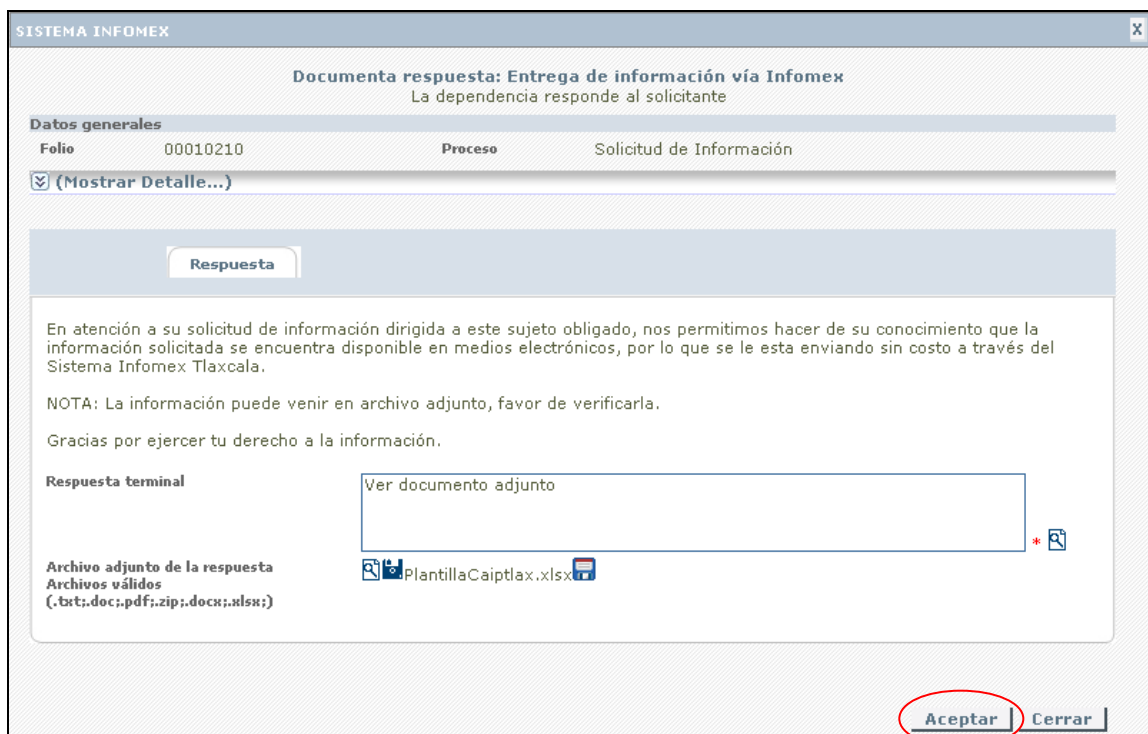 SISTEMA INFOMEX
X
Documenta respuesta: Entrega de información vía Infomex
La dependencia responde al solicitante
Datos generales
Folio 00010210 Proceso Solicitud de Información
(Mostrar Detalle...)
Respuesta
En atención a su solicitud de información dirigida a este sujeto obligado, nos permitimos hacer de su conocimiento que la
información solicitada se encuentra disponible en medios electrónicos, por lo que se le esta enviando sin costo a través del
Sistema Infomex Tlaxcala.
NOTA: La información puede venir en archivo adjunto, favor de verificarla.
Gracias por ejercer tu derecho a la información.
Respuesta terminal Ver documento adjunto
*
Archivo adjunto de la respuesta PlantillaCaiptlax.xlsx
Archivos válidos
(.txt;.doc;.pdf;.zip;.docx;.xlsx;)
Aceptar Cerrar